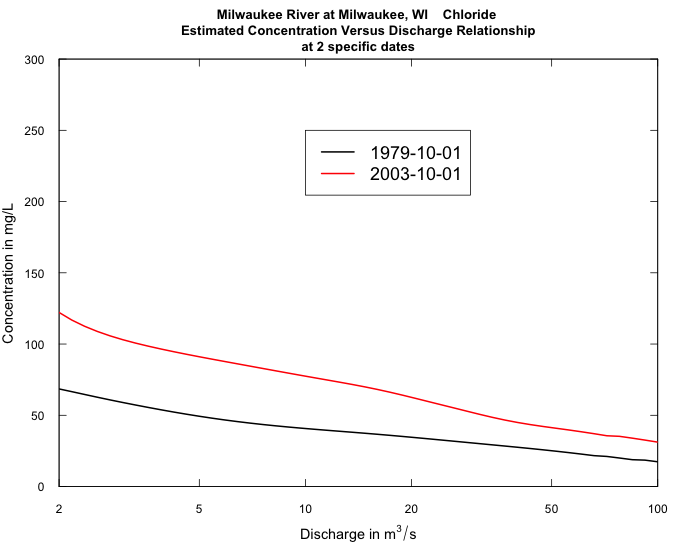 Milwaukee River at Milwaukee, WI Chloride
Estimated Concentration Versus Discharge Relationship
at 2 specific dates
300
250
200
150
100
50
0
Concentration in mg/L
1979-10-01
2003-10-01
2 5 10 20 50 100
Discharge in m³/s